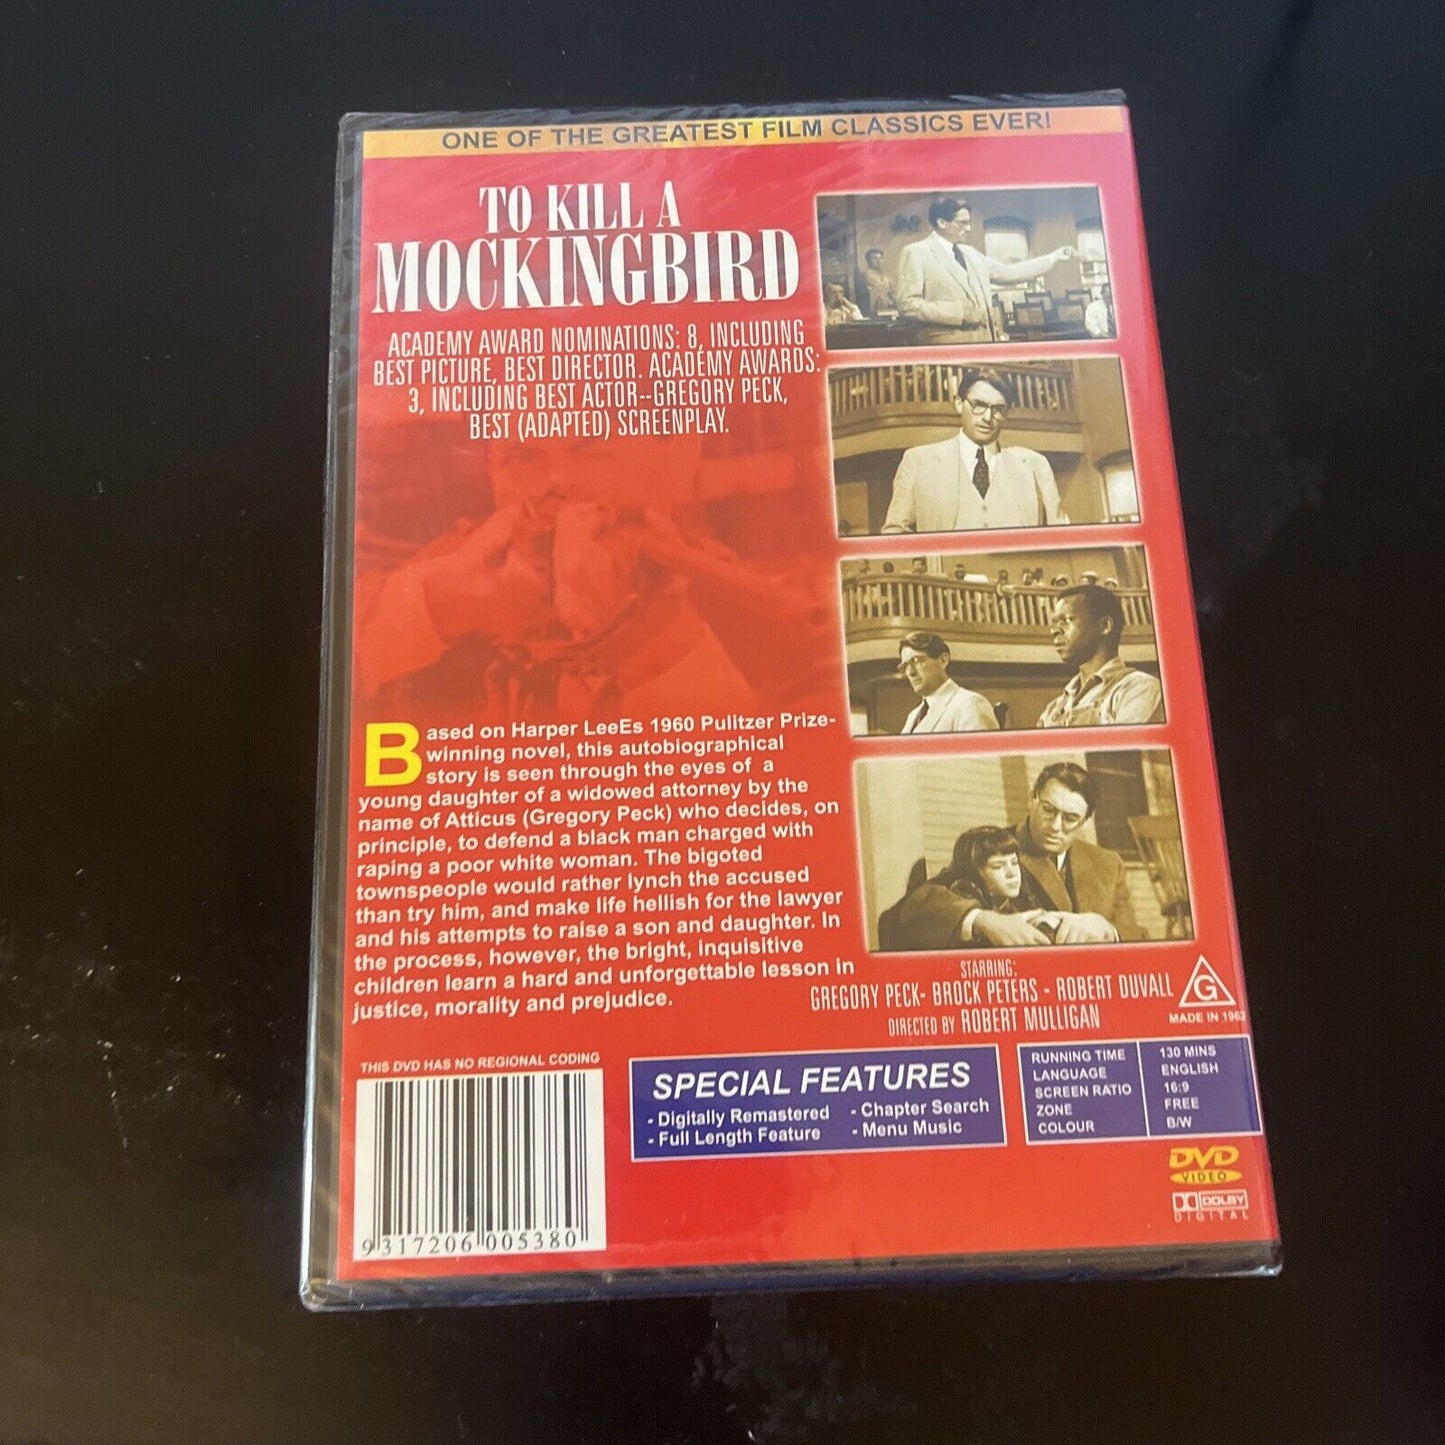 ONE OF THE GREATEST FILM CLASSICS EVER!
TO KILL A
MOCKINGBIRD
ACADEMY AWARD NOMINATIONS: 8, INCLUDING
BEST PICTURE, BEST DIRECTOR. ACADEMY AWARDS:
3, INCLUDING BEST ACTOR--GREGORY PECK,
BEST (ADAPTED) SCREENPLAY.
Based on Harper LeeEs 1960 Pulitzer Prize-
winning novel, this autobiographical
story is seen through the eyes of a
young daughter of a widowed attorney by the
name of Atticus (Gregory Peck) who decides, on
principle, to defend a black man charged with
raping a poor white woman. The bigoted
townspeople would rather lynch the accused
than try him, and make life hellish for the lawyer
and his attempts to raise a son and daughter. In
the process, however, the bright, inquisitive
children learn a hard and unforgettable lesson in
justice, morality and prejudice.
STARRING:
GREGORY PECK- BROCK PETERS - ROBERT DUVALL
DIRECTED BY ROBERT MULLIGAN
G
MADE IN 1962
THIS DVD HAS NO REGIONAL CODING
9 317206 005380
SPECIAL FEATURES
- Digitally Remastered
- Full Length Feature
- Chapter Search
- Menu Music
RUNNING TIME 130 MINS
LANGUAGE ENGLISH
SCREEN RATIO 16:9
ZONE FREE
COLOUR B/W
DVD
VIDEO
DOLBY
DIGITAL